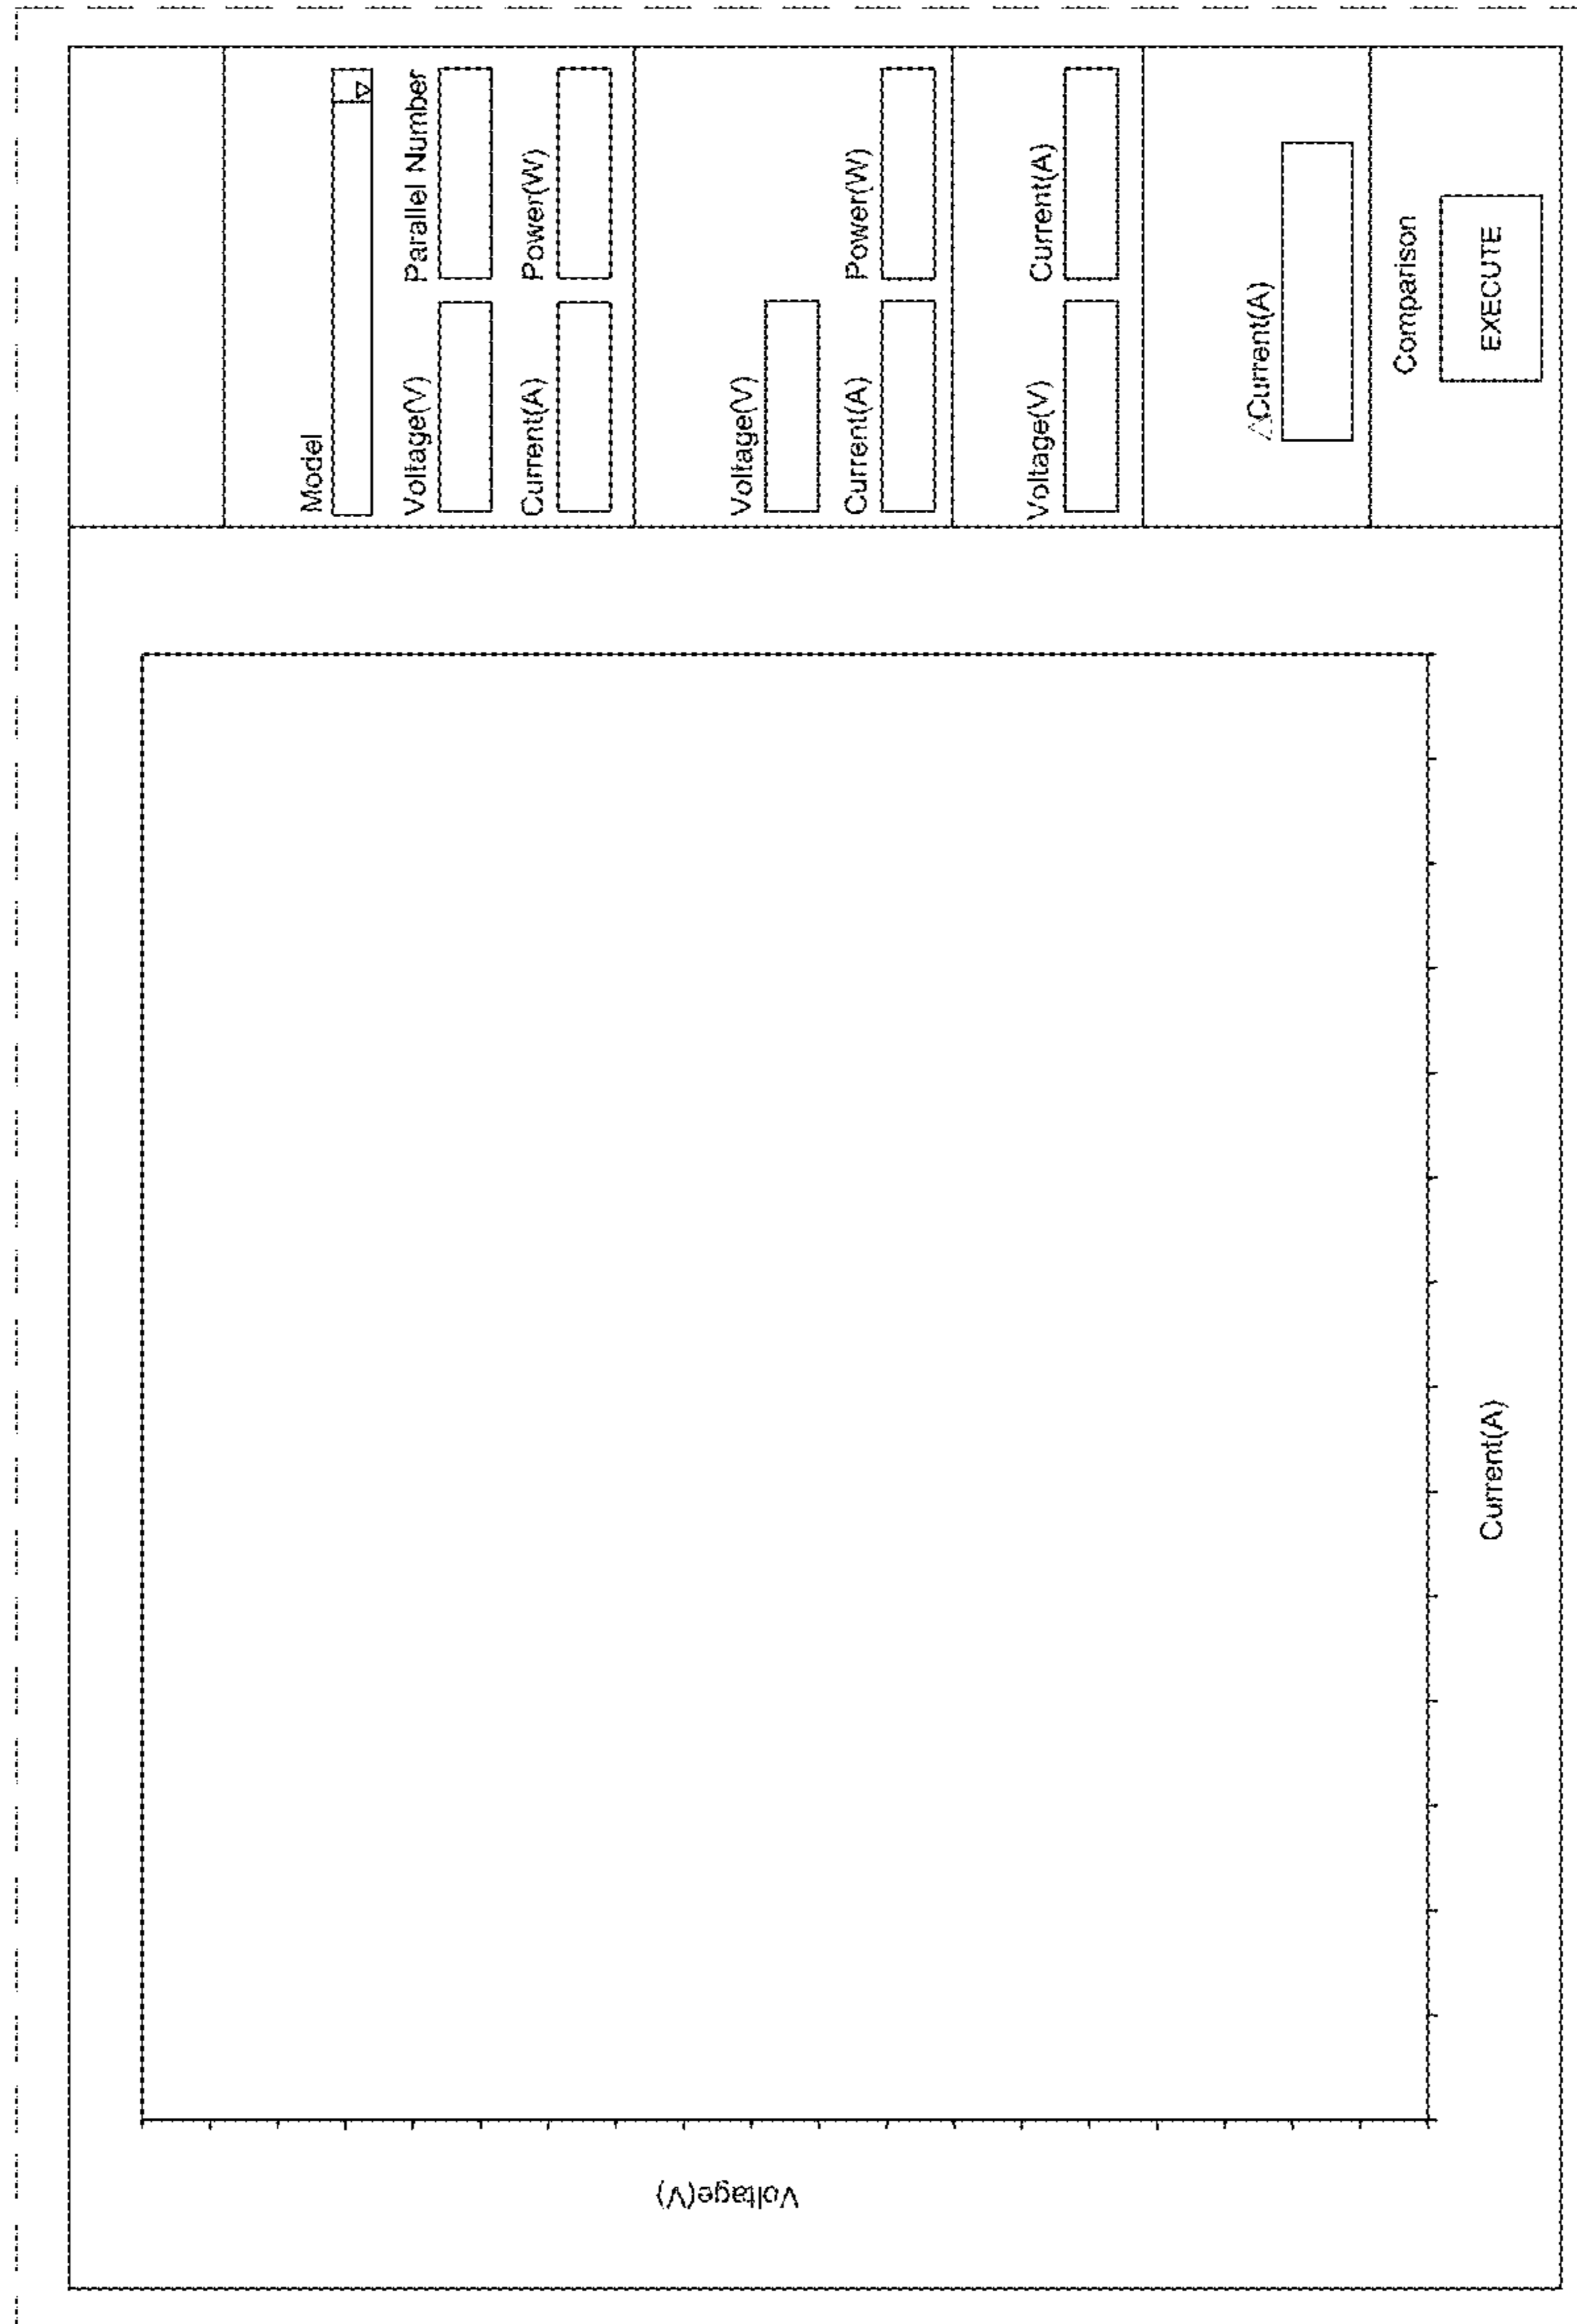 Voltage(V)
Current(A)
Model
Voltage(V) Parallel Number
Current(A) Power(W)
Voltage(V)
Current(A) Power(W)
Voltage(V) Current(A)
△Current(A)
Comparison
EXECUTE